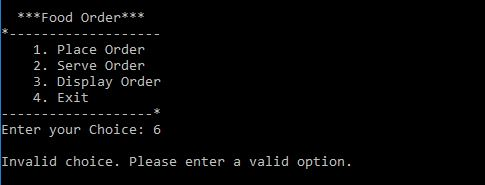 ***Food Order***
*-------------------
1. Place Order
2. Serve Order
3. Display Order
4. Exit
-------------------*
Enter your Choice: 6
Invalid choice. Please enter a valid option.